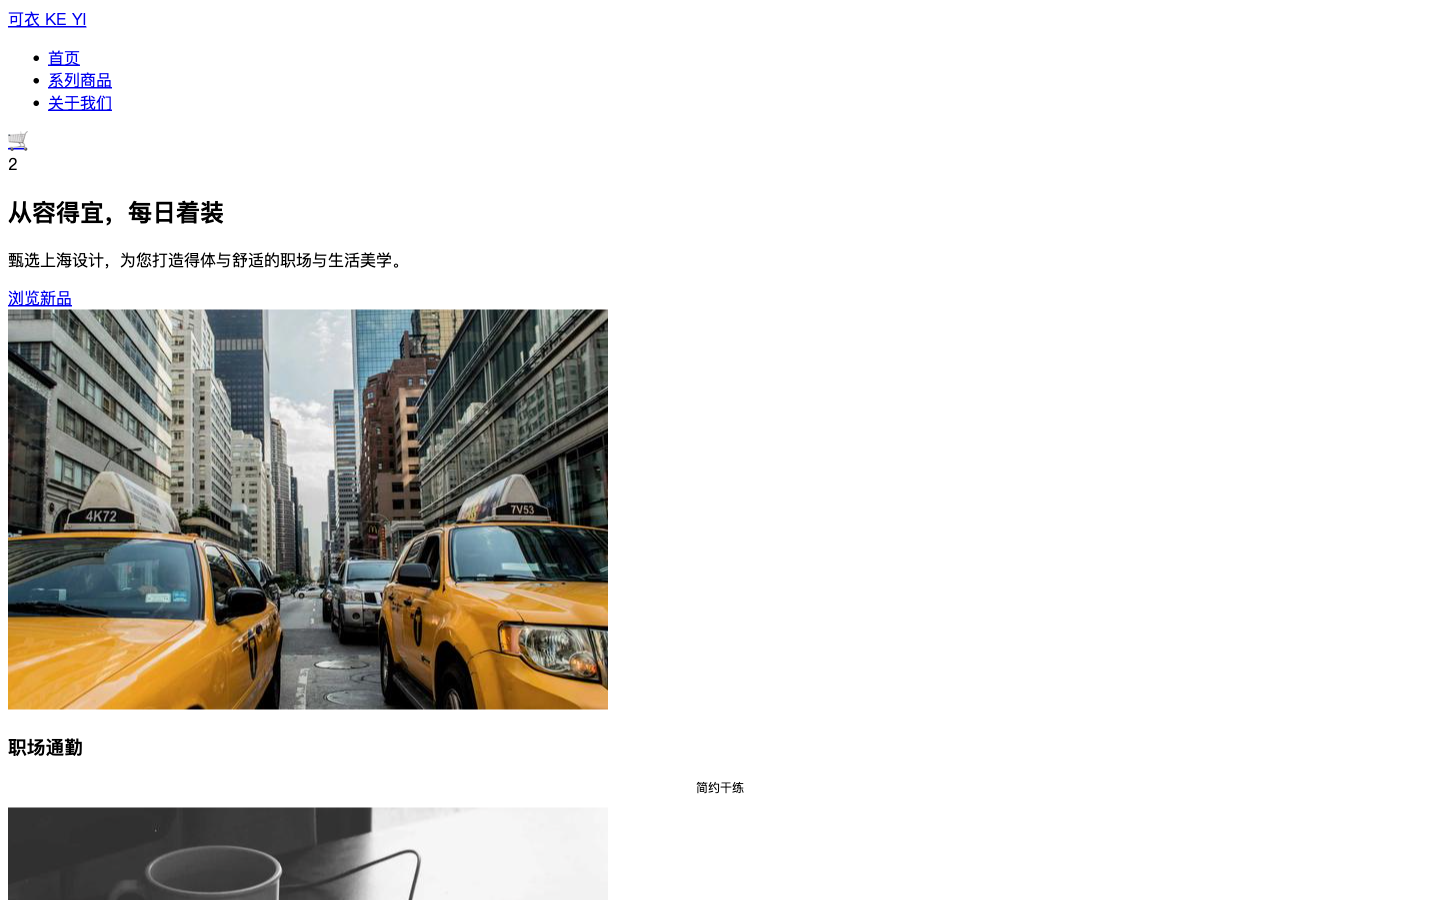 可衣 KE YI
首页
系列商品
关于我们
2
从容得宜，每日着装
甄选上海设计，为您打造得体与舒适的职场与生活美学。
浏览新品
4K72
7V53
职场通勤
简约干练